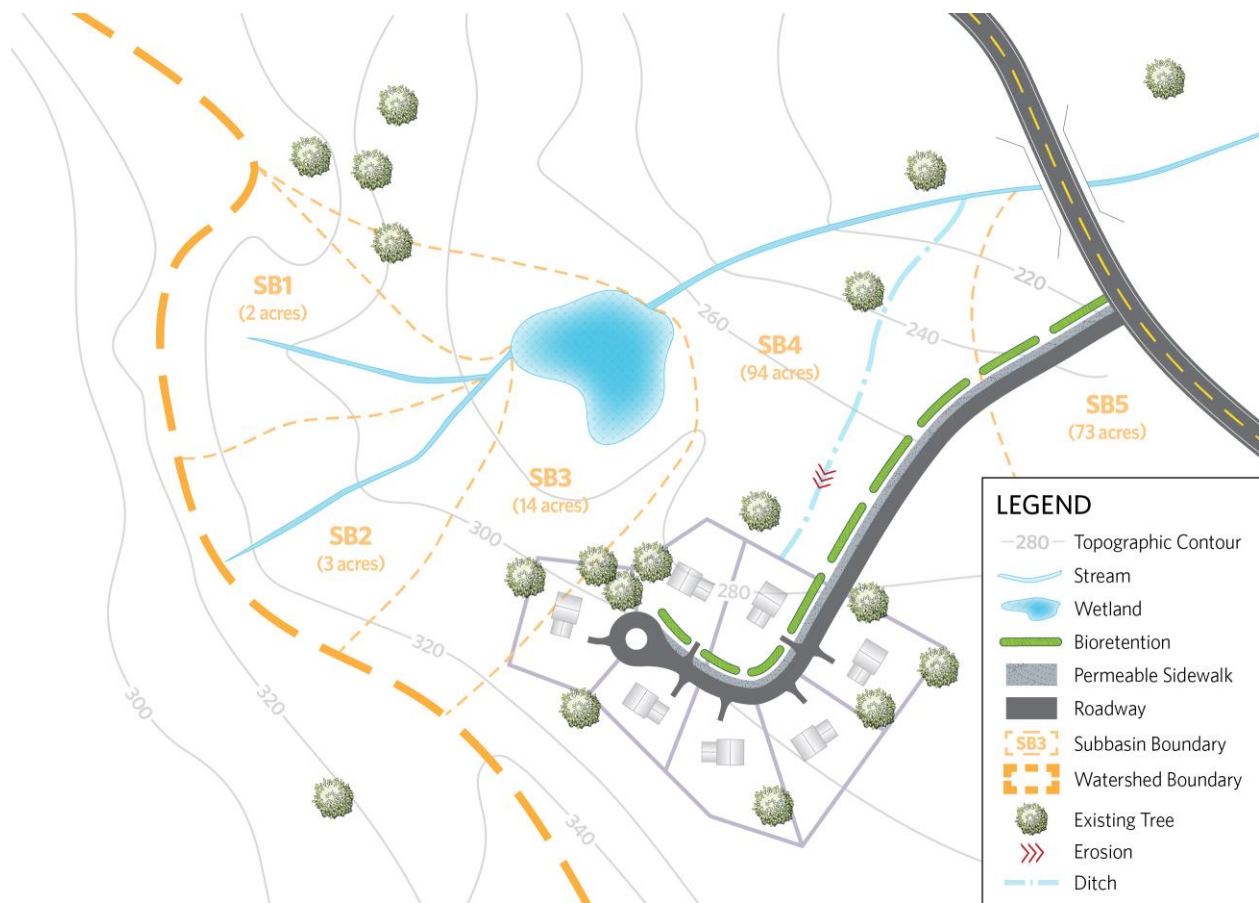 SB1
(2 acres)
220
260
SB4
(94 acres)
240
SB5
(73 acres)
SB3
(14 acres)
SB2
(3 acres)
300
280
320
300
320
340
LEGEND
280 Topographic Contour
Stream
Wetland
Bioretention
Permeable Sidewalk
Roadway
SB3 Subbasin Boundary
Watershed Boundary
Existing Tree
Erosion
Ditch